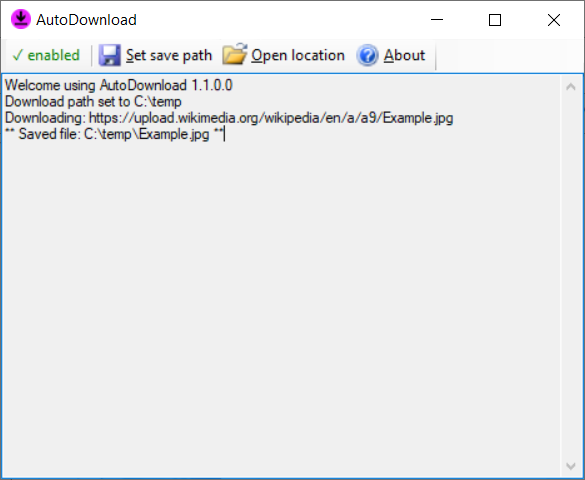 AutoDownload
✓ enabled Set save path Open location About
Welcome using AutoDownload 1.1.0.0
Download path set to C:\temp
Downloading: https://upload.wikimedia.org/wikipedia/en/a/a9/Example.jpg
** Saved file: C:\temp\Example.jpg **